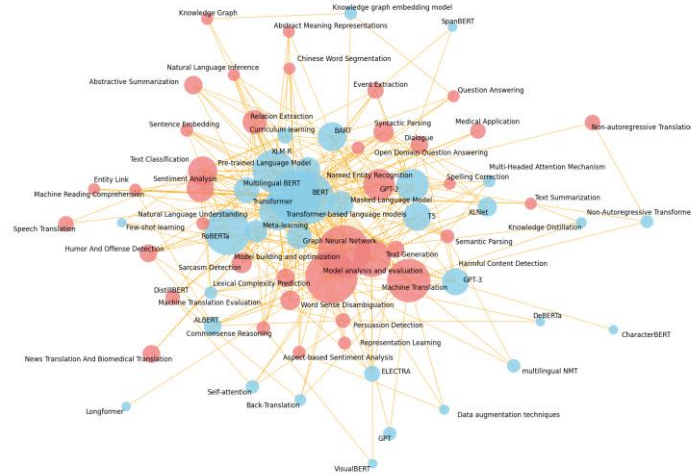 Knowledge Graph
Knowledge graph embedding model
Abstract Meaning Representations
SpanBERT
Chinese Word Segmentation
Natural Language Inference
Abstractive Summarization
Event Extraction
Question Answering
Relation Extraction
Curriculum learning
BART
Syntactic Parsing
Medical Application
Non-autoregressive Translation
Sentence Embedding
Dialogue
XLM-R
Open Domain Question Answering
Text Classification
Pre-trained Language Model
Multi-Headed Attention Mechanism
Entity Link
Sentiment Analysis
Named Entity Recognition
Spelling Correction
Multilingual BERT
BERT
GPT-2
Machine Reading Comprehension
Transformer
Masked Language Model
Text Summarization
Natural Language Understanding
Transformer-based language models
T5
XLNet
Non-Autoregressive Transformer
Speech Translation
Few-shot learning
Meta-learning
Knowledge Distillation
RoBERTa
Graph Neural Network
Semantic Parsing
Humor And Offense Detection
Model building and optimization
Text Generation
Harmful Content Detection
Sarcasm Detection
Model analysis and evaluation
GPT-3
DistilBERT
Lexical Complexity Prediction
Machine Translation
Machine Translation Evaluation
Word Sense Disambiguation
ALBERT
Persuasion Detection
DeBERTa
Commonsense Reasoning
CharacterBERT
Representation Learning
News Translation And Biomedical Translation
Aspect-based Sentiment Analysis
ELECTRA
multilingual NMT
Self-attention
Longformer
Back-Translation
Data augmentation techniques
GPT
VisualBERT